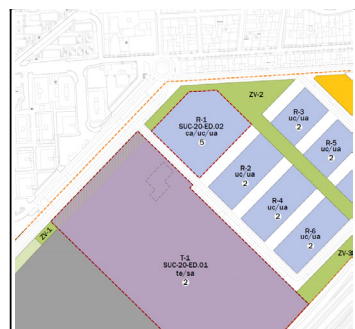 ZV-2
R-1
SUC-20-ED.02
ca/uc/ua
5
R-3
uc/ua
2
R-5
uc/ua
2
R-2
uc/ua
2
R-4
uc/ua
2
R-6
uc/ua
2
ZV-1
T-1
SUC-20-ED.01
te/sa
2
ZV-3